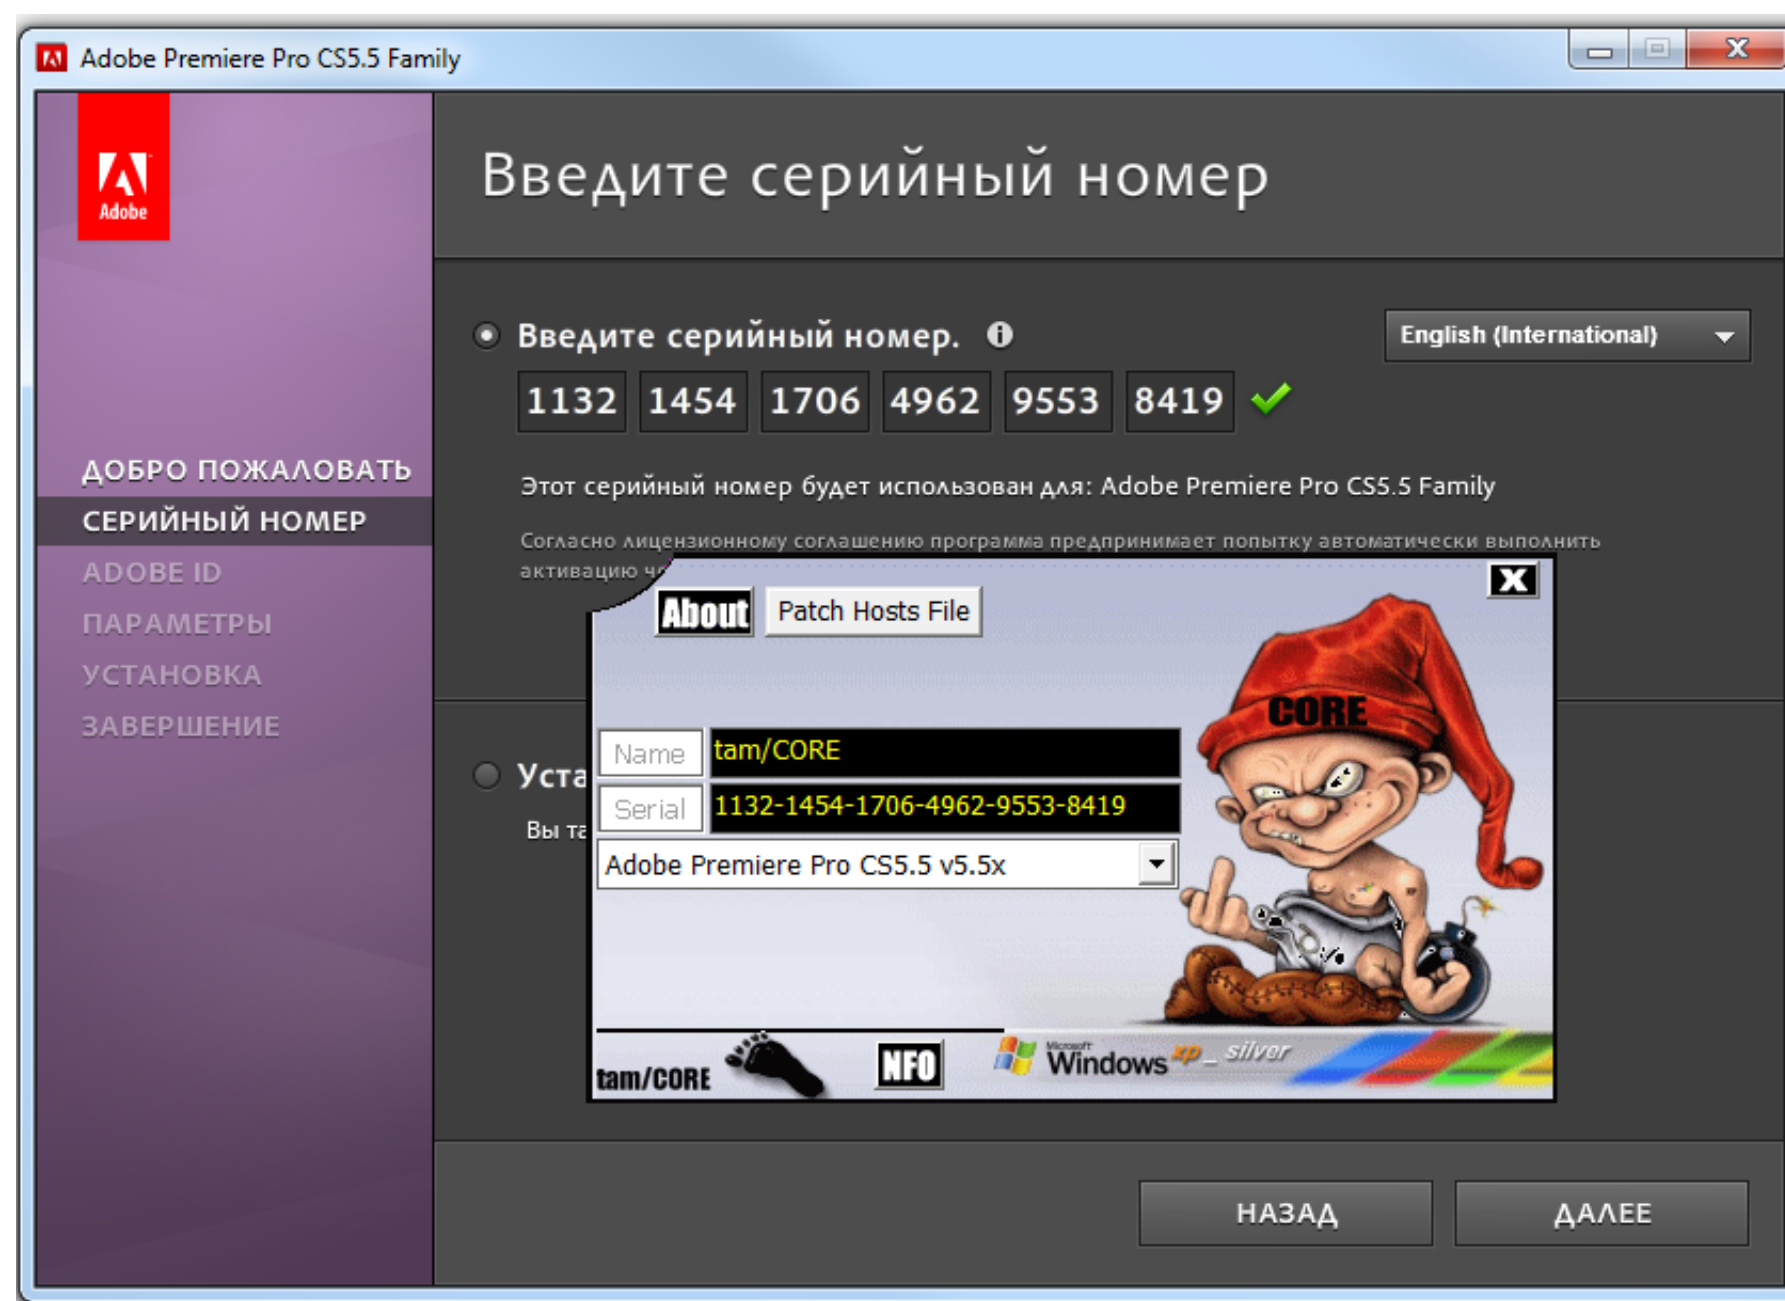 Adobe Premiere Pro CS5.5 Family
Adobe
Введите серийный номер
Введите серийный номер.
English (International)
1132 1454 1706 4962 9553 8419
Этот серийный номер будет использован для: Adobe Premiere Pro CS5.5 Family
Согласно лицензионному соглашению программа предпринимает попытку автоматически выполнить
активацию
ДОБРО ПОЖАЛОВАТЬ
СЕРИЙНЫЙ НОМЕР
ADOBE ID
ПАРАМЕТРЫ
УСТАНОВКА
ЗАВЕРШЕНИЕ
About Patch Hosts File X
CORE
Name tam/CORE
Serial 1132-1454-1706-4962-9553-8419
Adobe Premiere Pro CS5.5 v5.5x
Вы
tam/CORE NFO Microsoft Windows xp_ silver
НАЗАД ДАЛЕЕ